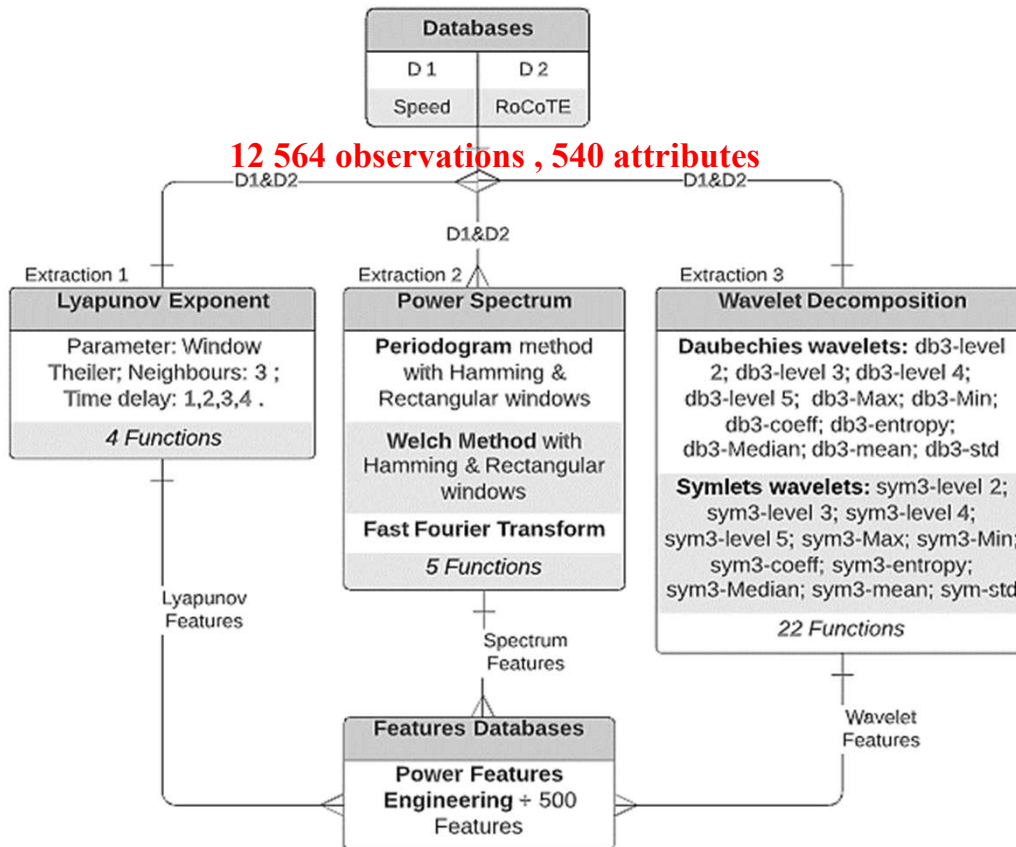 Databases
D 1
D 2
Speed
RoCoTE
12 564 observations , 540 attributes
D1&D2
D1&D2
D1&D2
Extraction 1
Lyapunov Exponent
Parameter: Window
Theiler; Neighbours: 3 ;
Time delay: 1,2,3,4 .
4 Functions
Extraction 2
Power Spectrum
Periodogram method
with Hamming &
Rectangular windows
Welch Method with
Hamming & Rectangular
windows
Fast Fourier Transform
5 Functions
Extraction 3
Wavelet Decomposition
Daubechies wavelets: db3-level
2; db3-level 3; db3-level 4;
db3-level 5; db3-Max; db3-Min;
db3-coeff; db3-entropy;
db3-Median; db3-mean; db3-std
Symlets wavelets: sym3-level 2;
sym3-level 3; sym3-level 4;
sym3-level 5; sym3-Max; sym3-Min;
sym3-coeff; sym3-entropy;
sym3-Median; sym3-mean; sym-std
22 Functions
Lyapunov
Features
Spectrum
Features
Wavelet
Features
Features Databases
Power Features
Engineering ÷ 500
Features